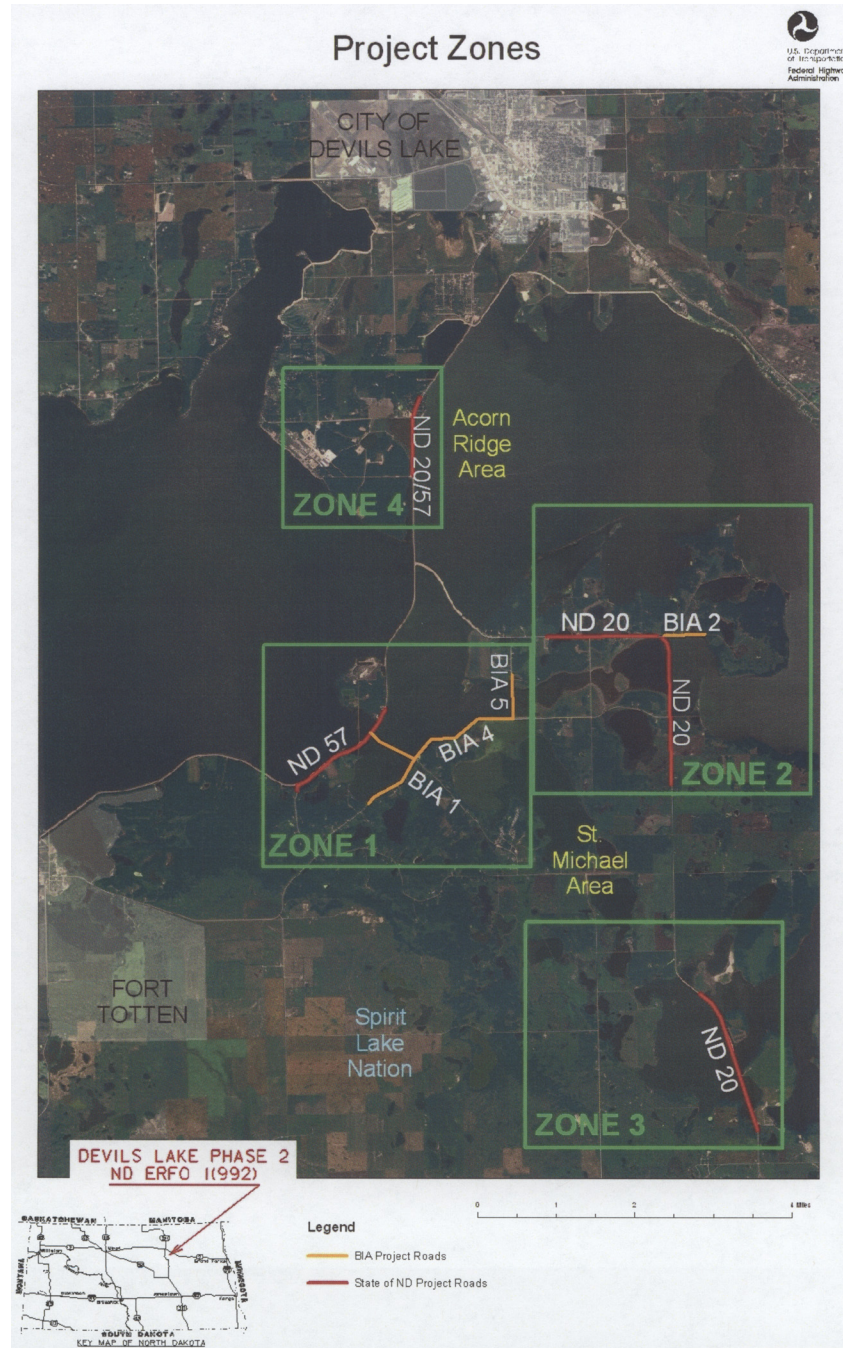 Project Zones
U.S. Departmen
of Transportatio
Federal Highwa
Administration
CITY OF
DEVILS LAKE
Acorn
Ridge
Area
ND 20/57
ZONE 4
ND 20
BIA 2
BIA 5
ND 20
ND 57
BIA 4
BIA 1
ZONE 2
ZONE 1
St.
Michael
Area
FORT
TOTTEN
Spirit
Lake
Nation
ND 20
ZONE 3
DEVILS LAKE PHASE 2
ND ERFO 1(992)
0
2
4 Miles
Legend
BIA Project Roads
State of ND Project Roads
SASKATCHEWAN
MANITOBA
MONTANA
MINNESOTA
SOUTH DAKOTA
KEY MAP OF NORTH DAKOTA